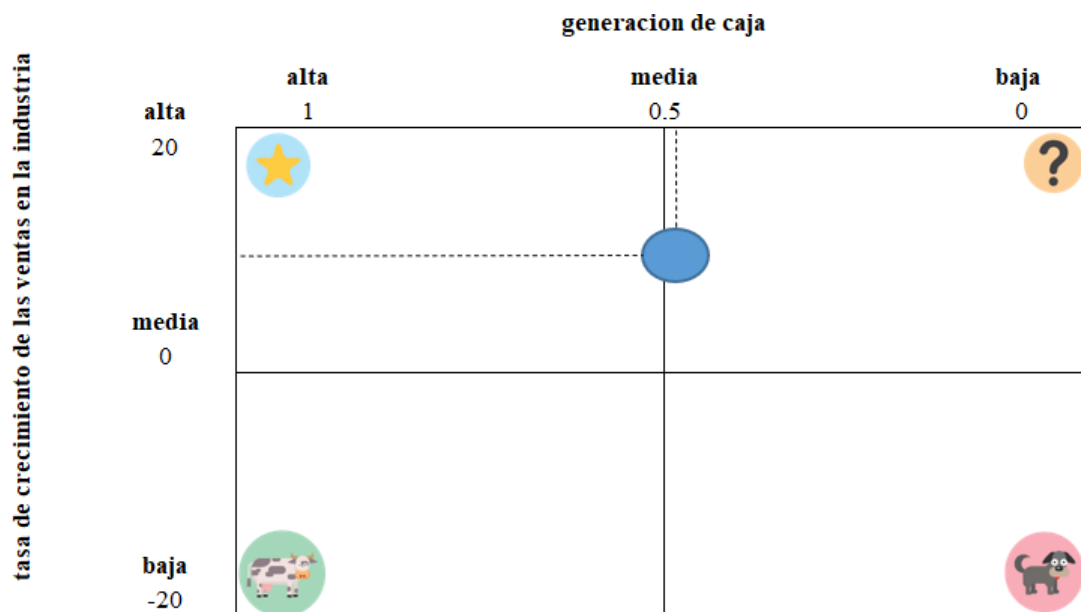 generacion de caja
alta media baja
1 0.5 0
tasa de crecimiento de las ventas en la industria
alta
20
?
media
0
baja
-20